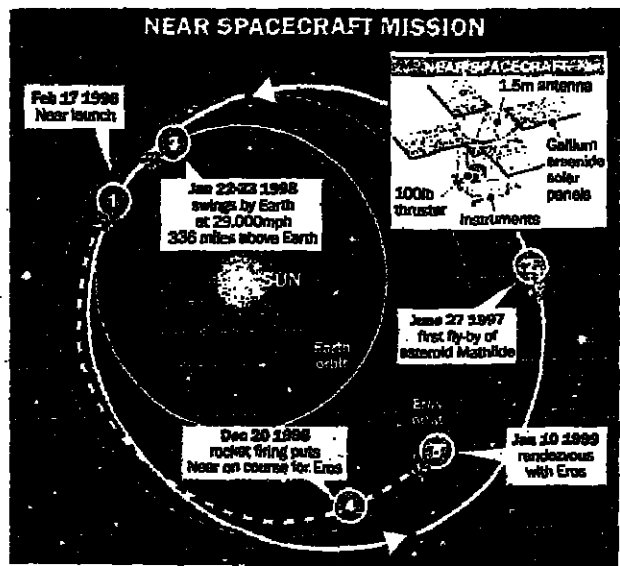 NEAR SPACECRAFT MISSION
NEAR SPACECRAFT
1.5m antenna
Gallium
arsenide
solar
panels
100lb
thruster
Instruments
Feb 17 1996
Near launch
1
Jan 22-23 1998
swings by Earth
at 29,000mph
336 miles above Earth
SUN
Earth
orbit
June 27 1997
first fly-by of
asteroid Mathilde
Eros
orbit
Dec 20 1998
rocket firing puts
Near on course for Eros
4
Jan 10 1999
rendezvous
with Eros